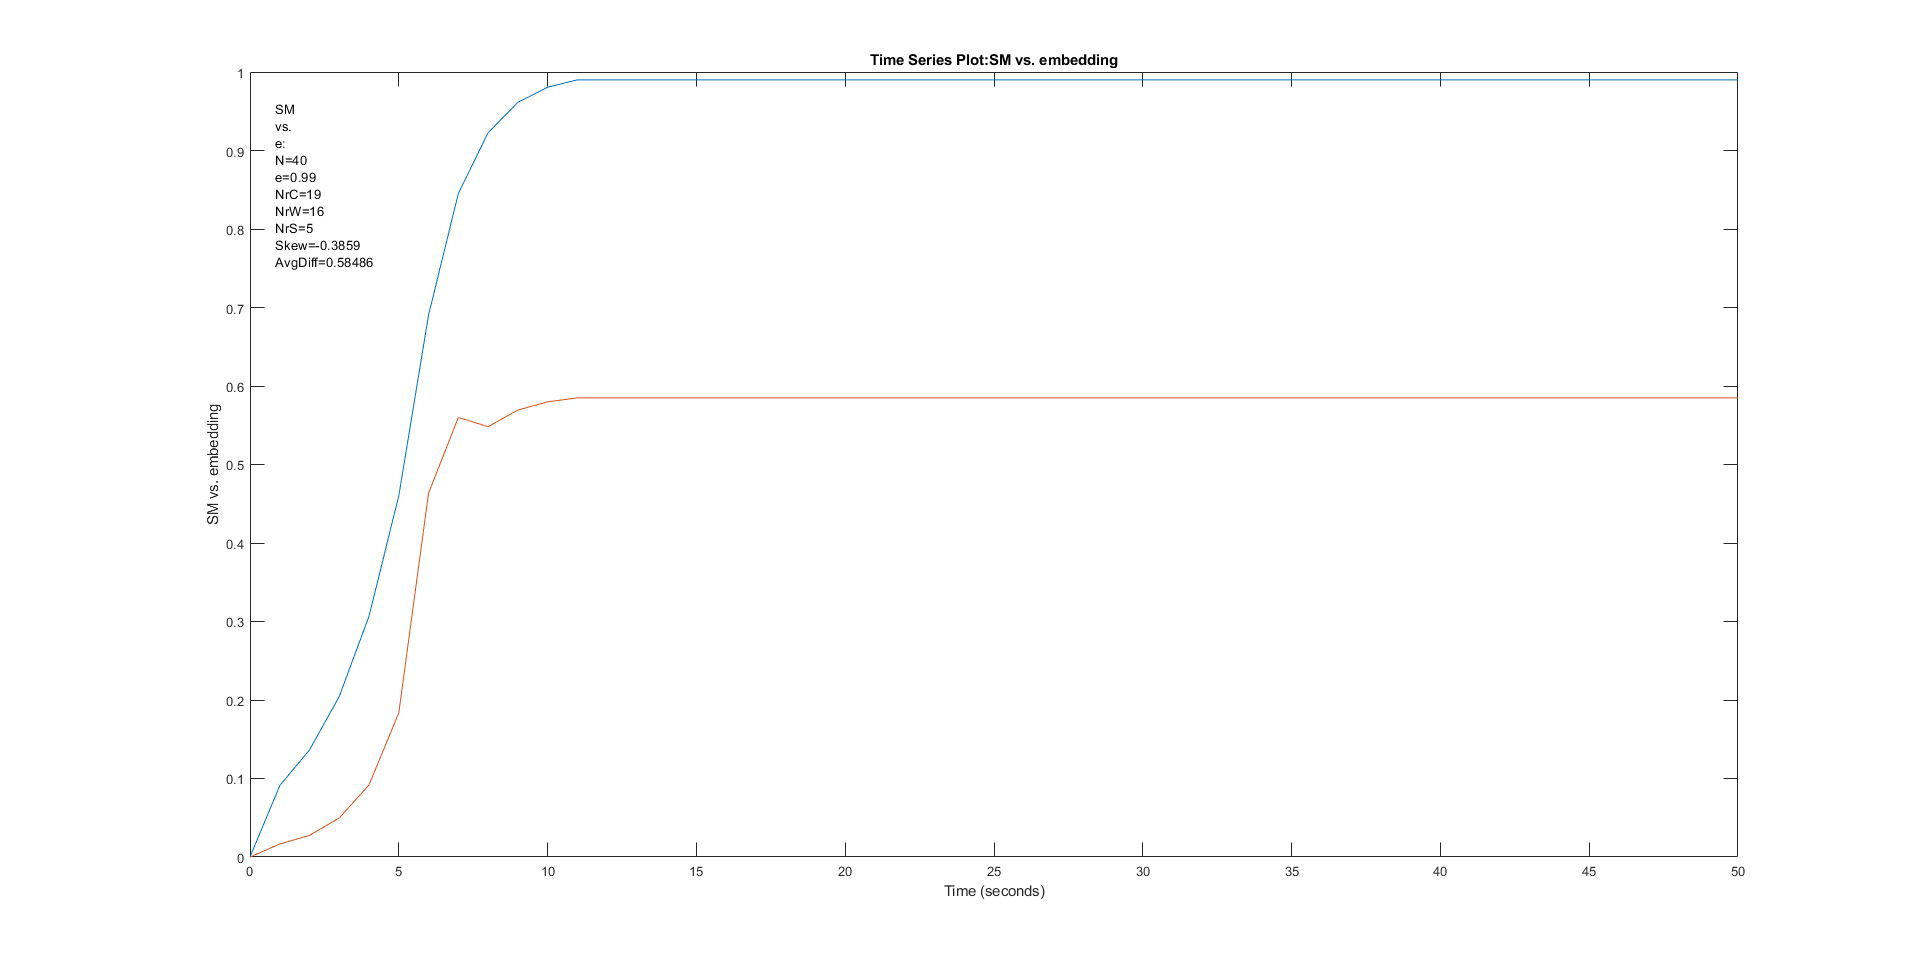 Time Series Plot:SM vs. embedding
SM
vs.
e:
N=40
e=0.99
NrC=19
NrW=16
NrS=5
Skew=-0.3859
AvgDiff=0.58486
SM vs. embedding
1
0.9
0.8
0.7
0.6
0.5
0.4
0.3
0.2
0.1
0
0 5 10 15 20 25 30 35 40 45 50
Time (seconds)